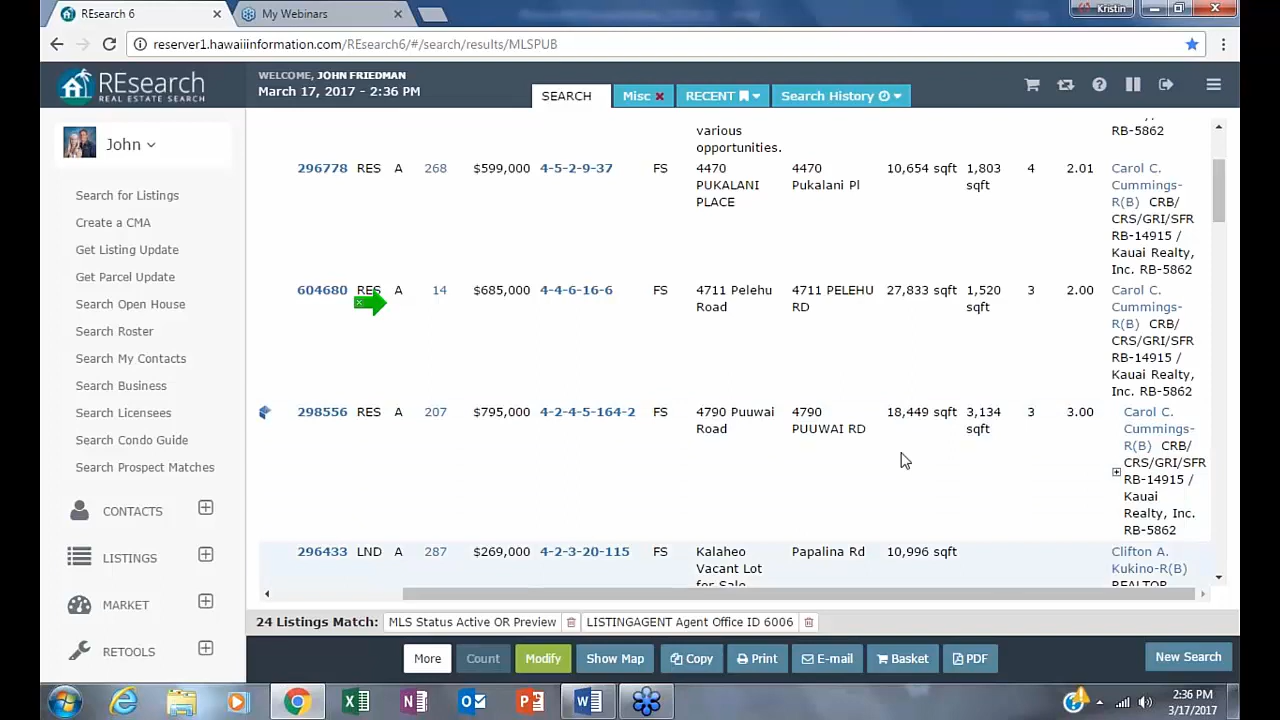 REsearch 6
My Webinars
Kristin
reserver1.hawaiiinformation.com/REsearch6/#/search/results/MLSPUB
REsearch
REAL ESTATE SEARCH
WELCOME, JOHN FRIEDMAN
March 17, 2017 - 2:36 PM
SEARCH
Misc
RECENT
Search History
John
Search for Listings
Create a CMA
Get Listing Update
Get Parcel Update
Search Open House
Search Roster
Search My Contacts
Search Business
Search Licensees
Search Condo Guide
Search Prospect Matches
CONTACTS
LISTINGS
MARKET
RETOOLS
various
opportunities.
RB-5862
296778 RES A 268 $599,000 4-5-2-9-37 FS 4470 4470 10,654 sqft 1,803 4 2.01 Carol C.
PUKALANI Pukalani Pl sqft Cummings-
PLACE R(B) CRB/
CRS/GRI/SFR
RB-14915 /
Kauai Realty,
Inc. RB-5862
604680 RES A 14 $685,000 4-4-6-16-6 FS 4711 Pelehu 4711 PELEHU 27,833 sqft 1,520 3 2.00 Carol C.
Road RD sqft Cummings-
R(B) CRB/
CRS/GRI/SFR
RB-14915 /
Kauai Realty,
Inc. RB-5862
298556 RES A 207 $795,000 4-2-4-5-164-2 FS 4790 Puuwai 4790 18,449 sqft 3,134 3 3.00 Carol C.
Road PUUWAI RD sqft Cummings-
R(B) CRB/
CRS/GRI/SFR
RB-14915 /
Kauai
Realty, Inc.
RB-5862
296433 LND A 287 $269,000 4-2-3-20-115 FS Kalaheo Papalina Rd 10,996 sqft Clifton A.
Vacant Lot Kukino-R(B)
for Sale REALTOR
24 Listings Match: MLS Status Active OR Preview LISTINGAGENT Agent Office ID 6006
More
Count
Modify
Show Map
Copy
Print
E-mail
Basket
PDF
New Search
2:36 PM
3/17/2017